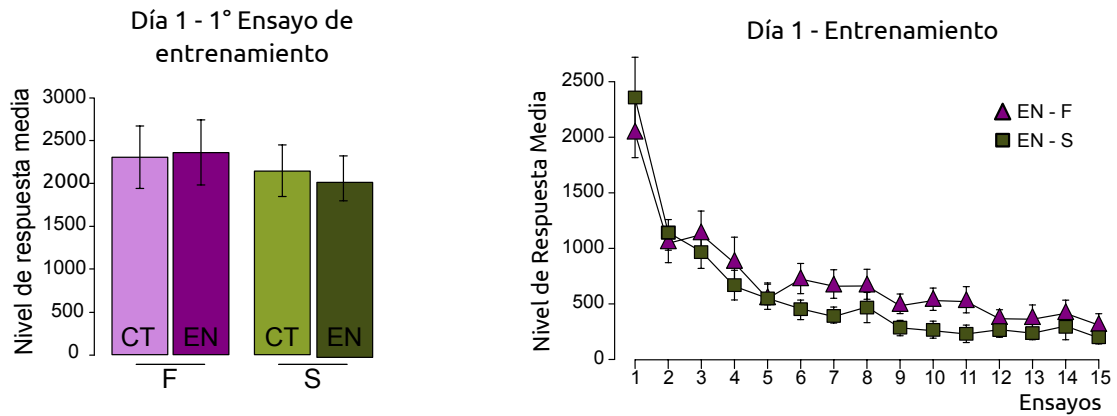 Día 1 - 1° Ensayo de
entrenamiento
Nivel de respuesta media
3000
2500
2000
1500
1000
500
0
CT EN CT EN
F S
Día 1 - Entrenamiento
Nivel de Respuesta Media
2500
2000
1500
1000
500
0
EN - F
EN - S
1 2 3 4 5 6 7 8 9 10 11 12 13 14 15
Ensayos